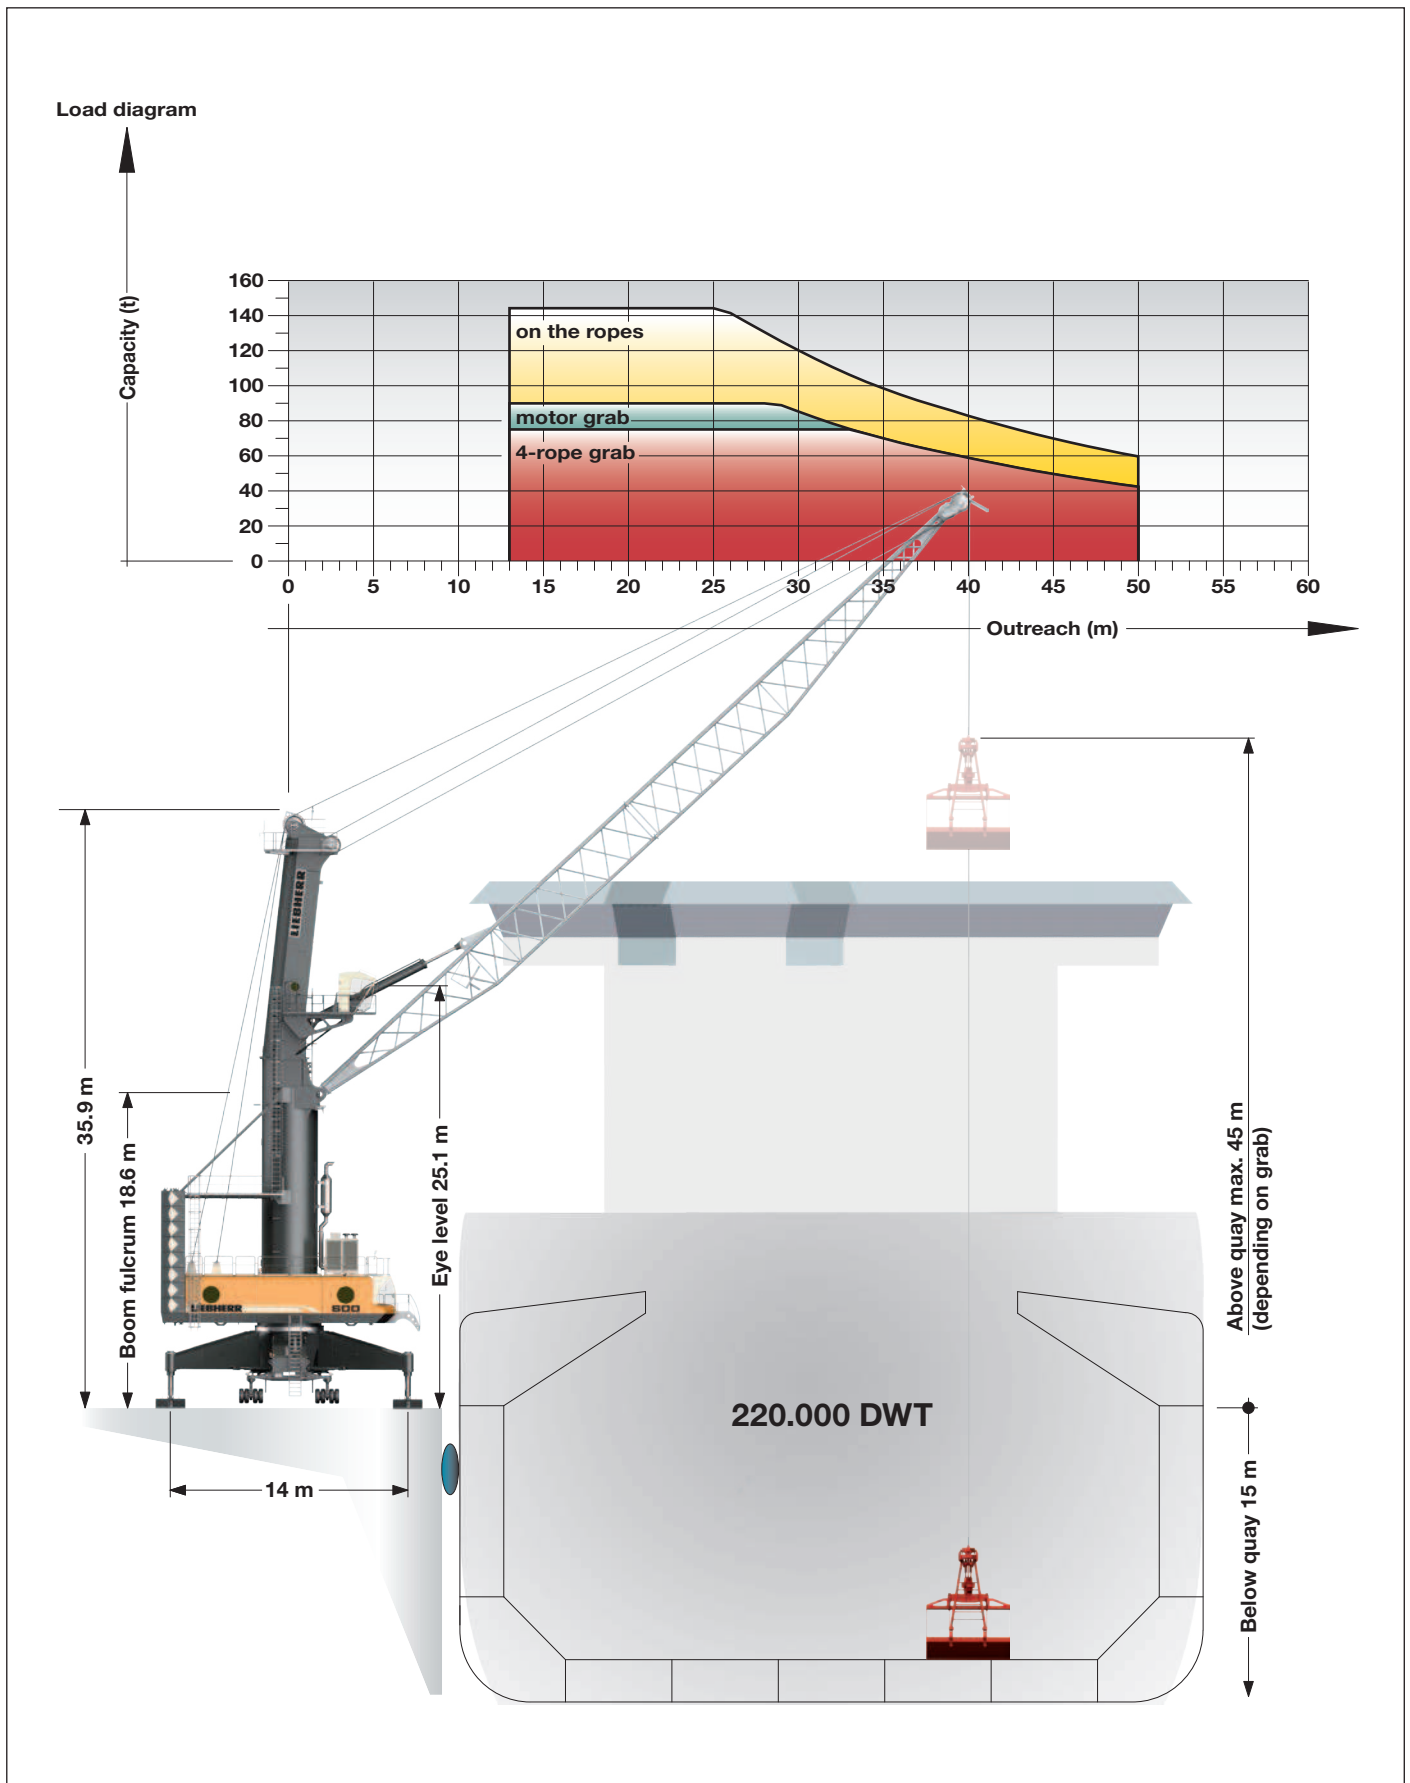 Load diagram
Capacity (t)
160
140
120
100
80
60
40
20
0
on the ropes
motor grab
4-rope grab
0 5 10 15 20 25 30 35 40 45 50 55 60
Outreach (m)
LIEBHERR
35.9 m
Boom fulcrum 18.6 m
Eye level 25.1 m
Above quay max. 45 m
(depending on grab)
LIEBHERR 600
220.000 DWT
14 m
Below quay 15 m